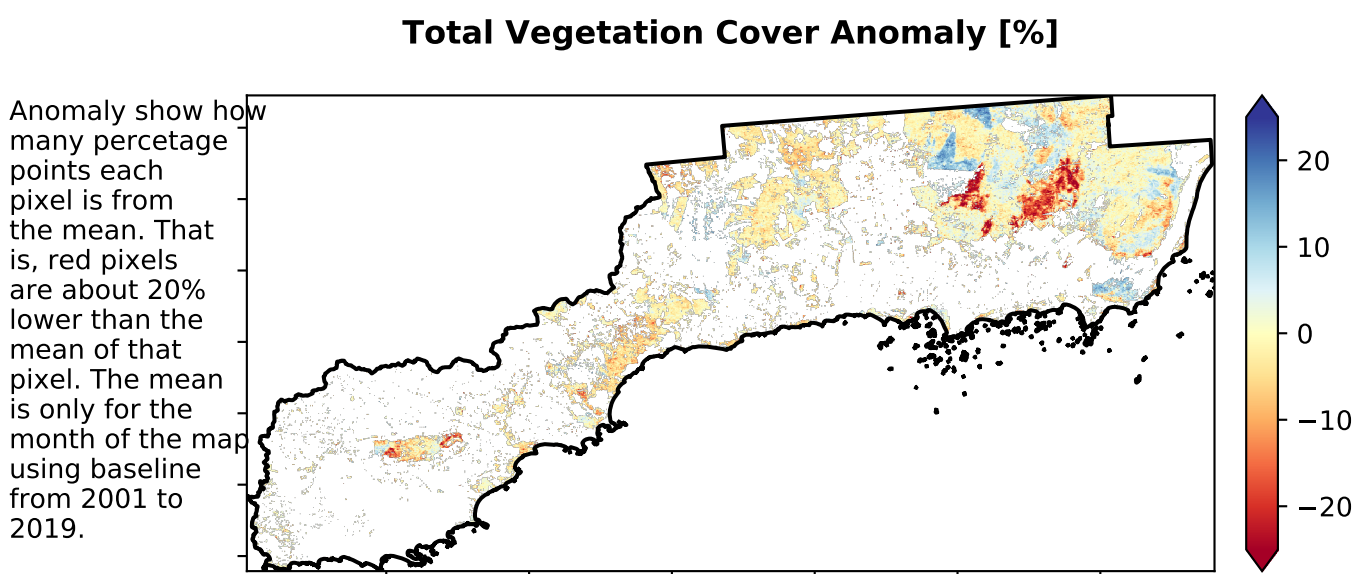 Total Vegetation Cover Anomaly [%]
Anomaly show how
many percetage
points each
pixel is from
the mean. That
is, red pixels
are about 20%
lower than the
mean of that
pixel. The mean
is only for the
month of the map
using baseline
from 2001 to
2019.
20
10
0
−10
−20